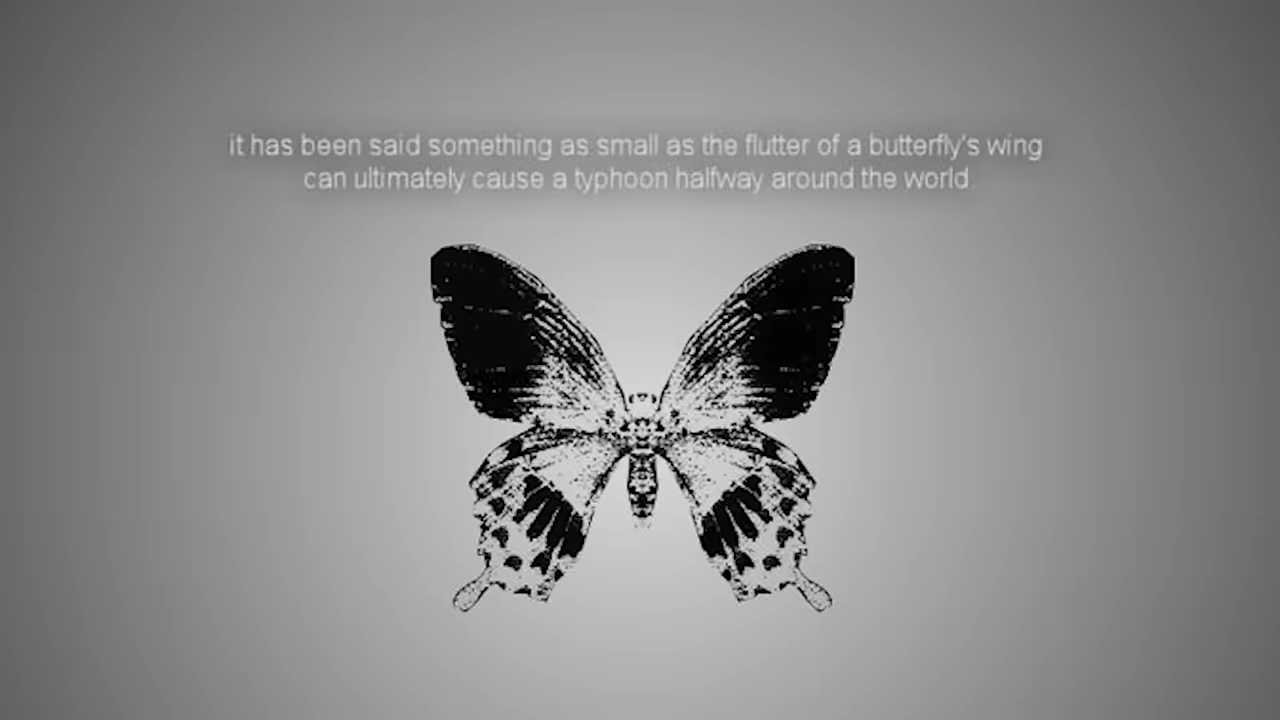 it has been said something as small as the flutter of a butterfly's wing
can ultimately cause a typhoon halfway around the world.